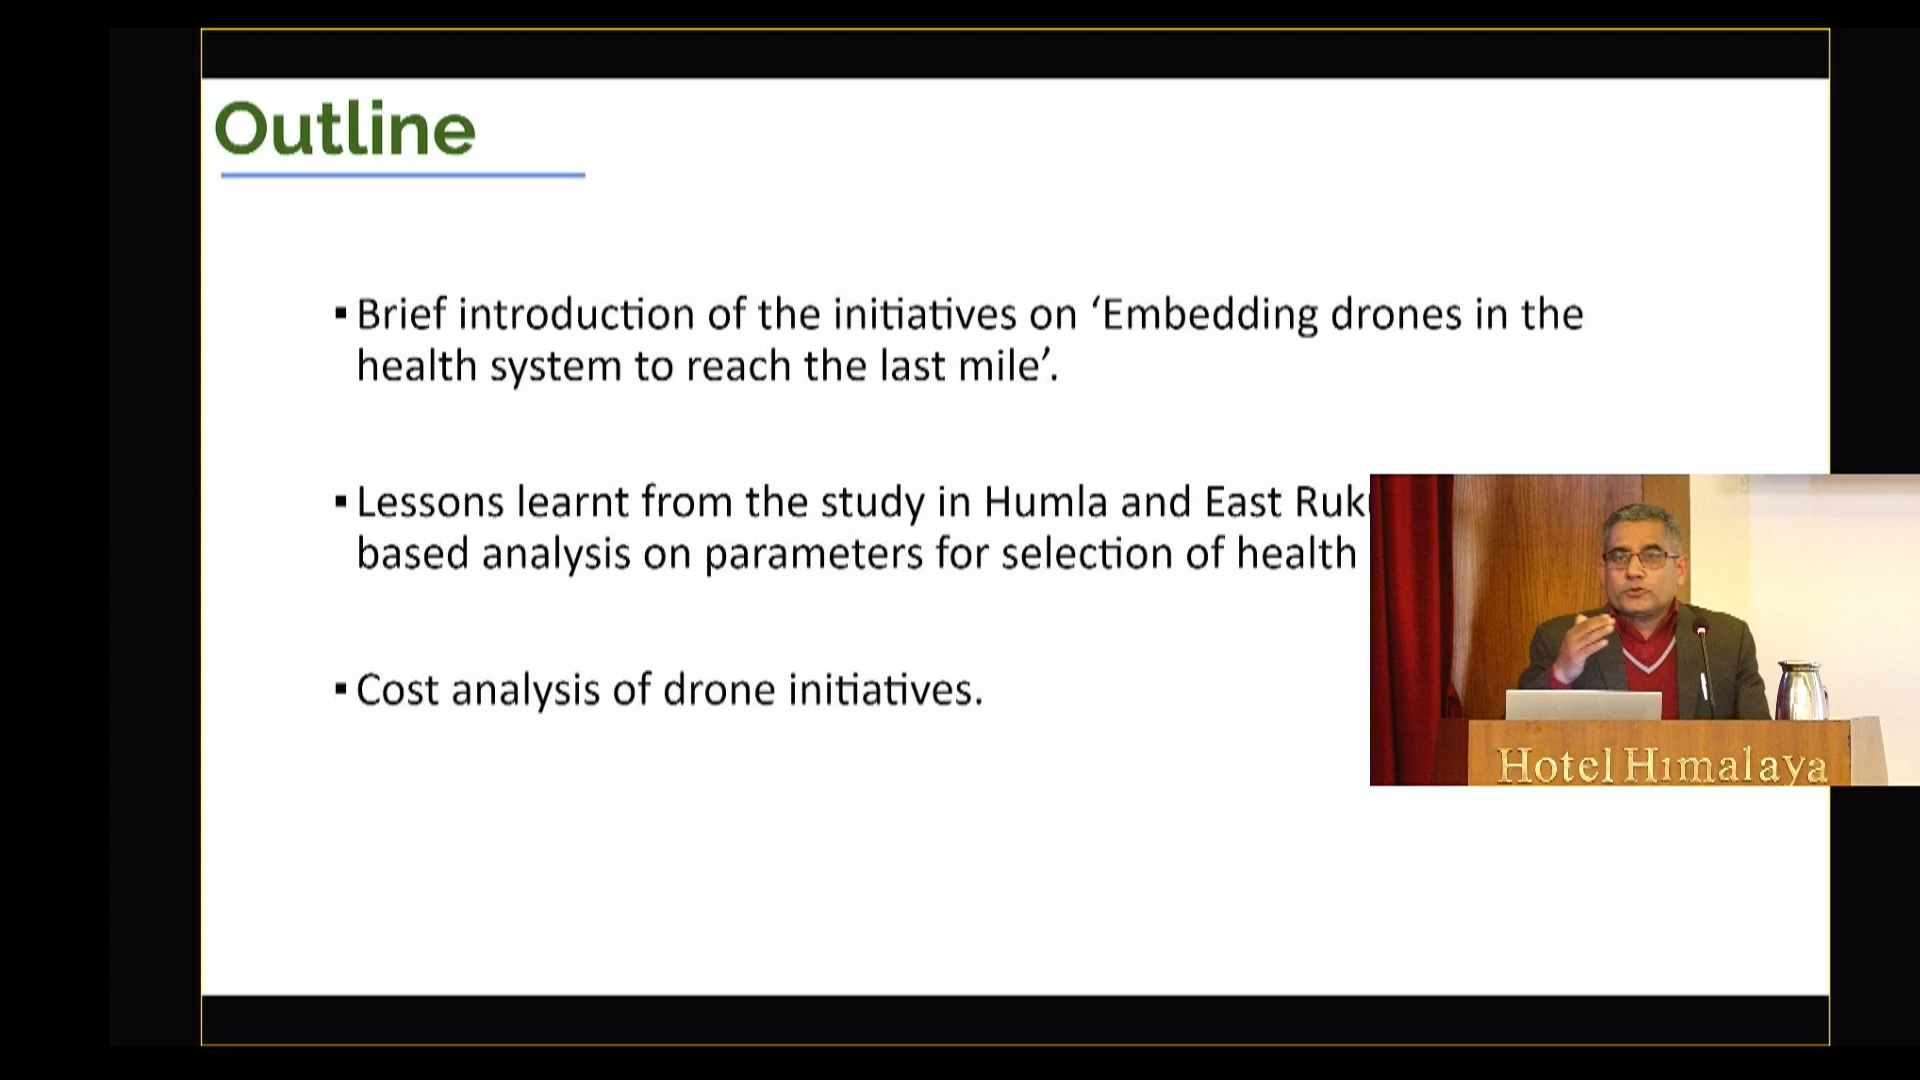 Outline
▪ Brief introduction of the initiatives on ‘Embedding drones in the
health system to reach the last mile’.
▪ Lessons learnt from the study in Humla and East
based analysis on parameters for selection of health
▪ Cost analysis of drone initiatives.
Hotel Himalaya